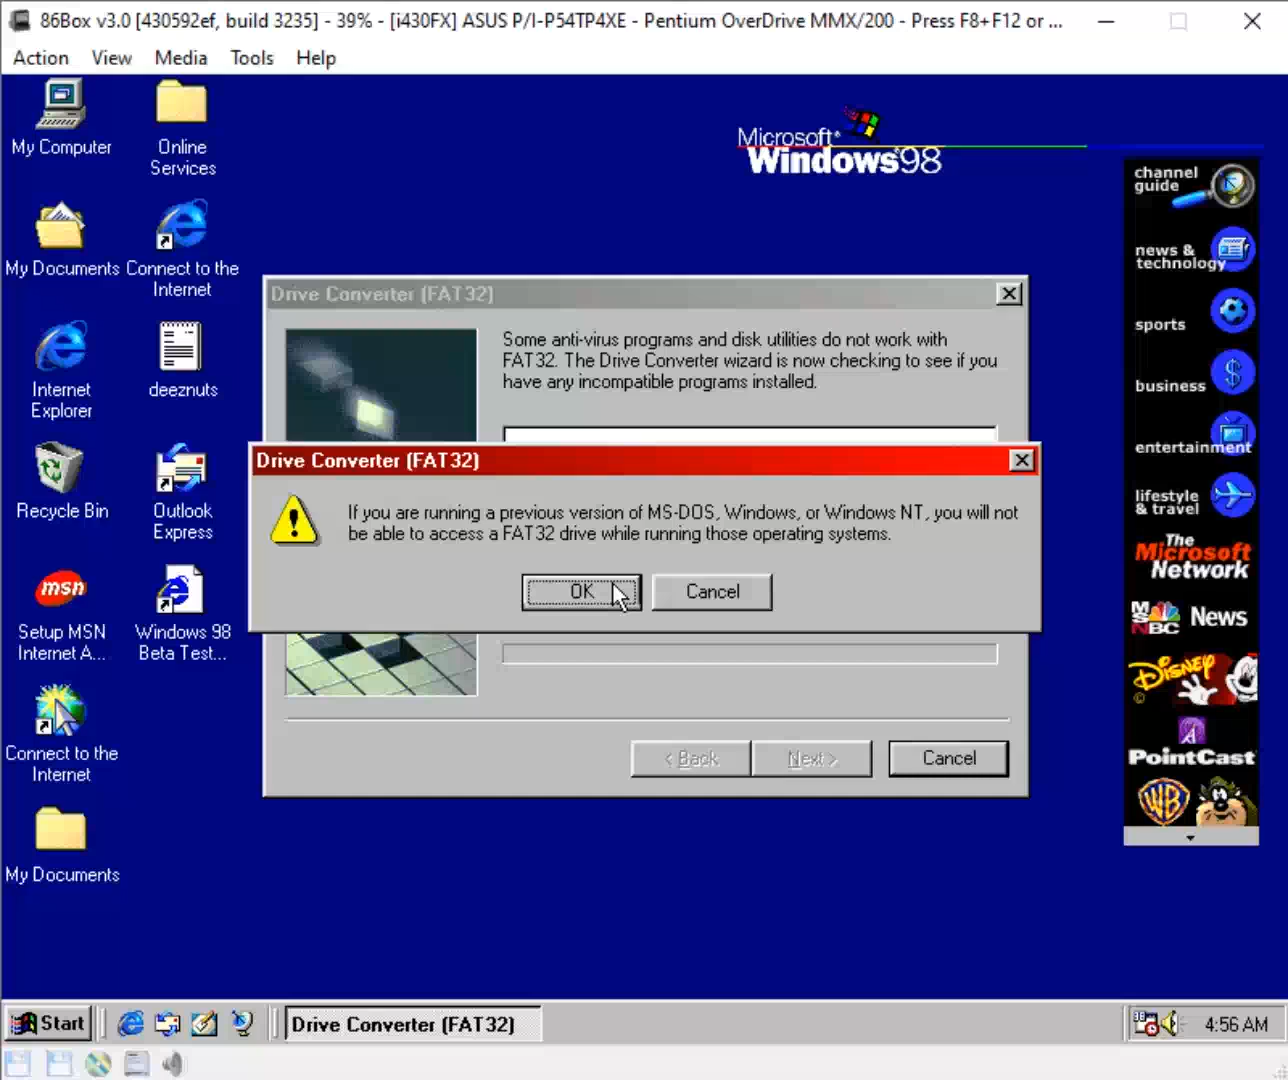 86Box v3.0 [430592ef, build 3235] - 39% - [i430FX] ASUS P/I-P54TP4XE - Pentium OverDrive MMX/200 - Press F8+F12 or ...
Action View Media Tools Help
My Computer
Online
Services
My Documents
Connect to the
Internet
Internet
Explorer
deeznuts
Recycle Bin
Outlook
Express
msn
Setup MSN
Internet A...
Windows 98
Beta Test...
Connect to the
Internet
My Documents
Microsoft
Windows 98
channel
guide
news &
technology
sports
business
entertainment
lifestyle
& travel
The
Microsoft
Network
MSNBC News
Disney
PointCast
WB
Drive Converter (FAT32)
Some anti-virus programs and disk utilities do not work with
FAT32. The Drive Converter wizard is now checking to see if you
have any incompatible programs installed.
Drive Converter (FAT32)
If you are running a previous version of MS-DOS, Windows, or Windows NT, you will not
be able to access a FAT32 drive while running those operating systems.
OK Cancel
< Back Next > Cancel
Start Drive Converter (FAT32) 4:56 AM